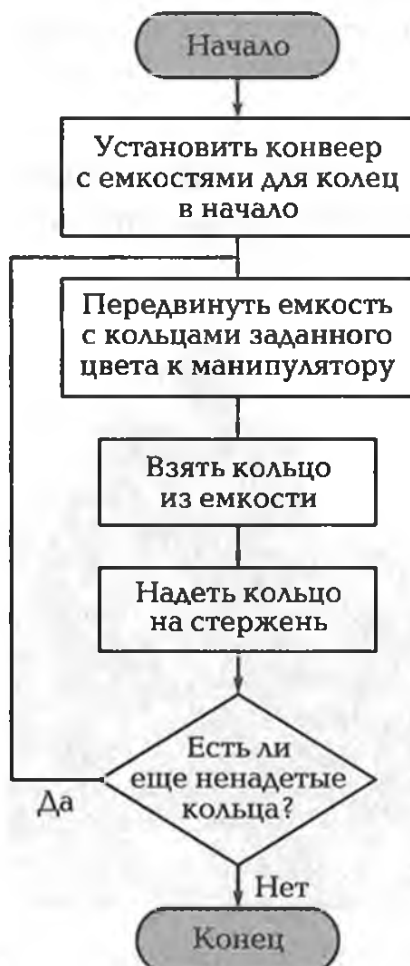 Начало
Установить конвеер
с емкостями для колец
в начало
Передвинуть емкость
с кольцами заданного
цвета к манипулятору
Взять кольцо
из емкости
Надеть кольцо
на стержень
Есть ли
еще ненадетые
кольца?
Да
Нет
Конец